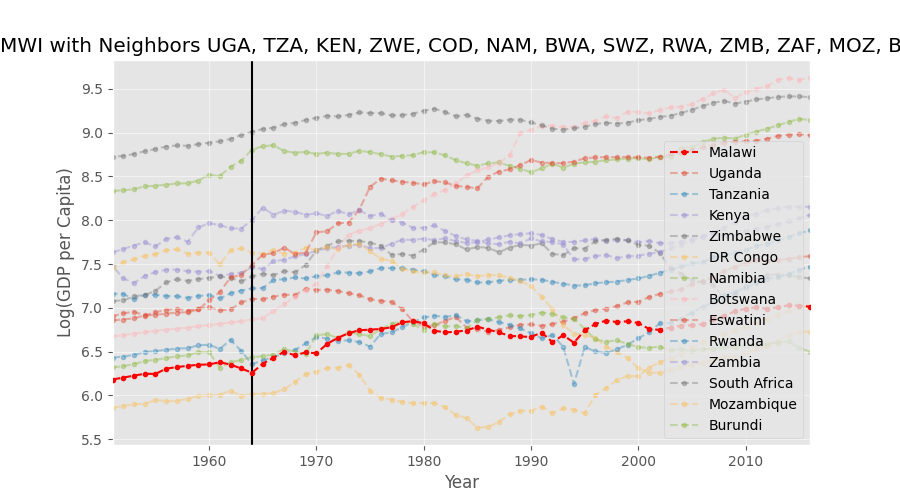 MWI with Neighbors UGA, TZA, KEN, ZWE, COD, NAM, BWA, SWZ, RWA, ZMB, ZAF, MOZ, B
Log(GDP per Capita)
9.5
9.0
8.5
8.0
7.5
7.0
6.5
6.0
5.5
Malawi
Uganda
Tanzania
Kenya
Zimbabwe
DR Congo
Namibia
Botswana
Eswatini
Rwanda
Zambia
South Africa
Mozambique
Burundi
1960 1970 1980 1990 2000 2010
Year